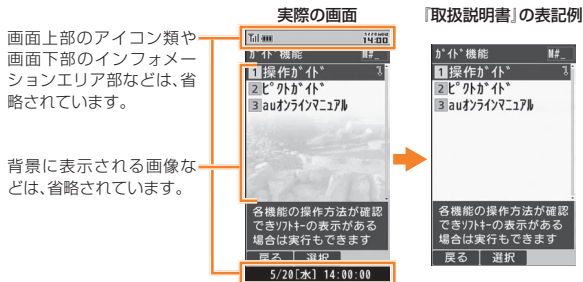 実際の画面
『取扱説明書』の表記例
画面上部のアイコン類や
画面下部のインフォメー
ションエリア部などは、省
略されています。
背景に表示される画像な
どは、省略されています。
14:00
ガイド機能 M#_
1 操作ガイド
2 ピクトガイド
3 auオンラインマニュアル
各機能の操作方法が確認
できソフトキーの表示がある
場合は実行もできます
戻る 選択
5/20[水] 14:00:00
ガイド機能 M#_
1 操作ガイド
2 ピクトガイド
3 auオンラインマニュアル
各機能の操作方法が確認
できソフトキーの表示がある
場合は実行もできます
戻る 選択